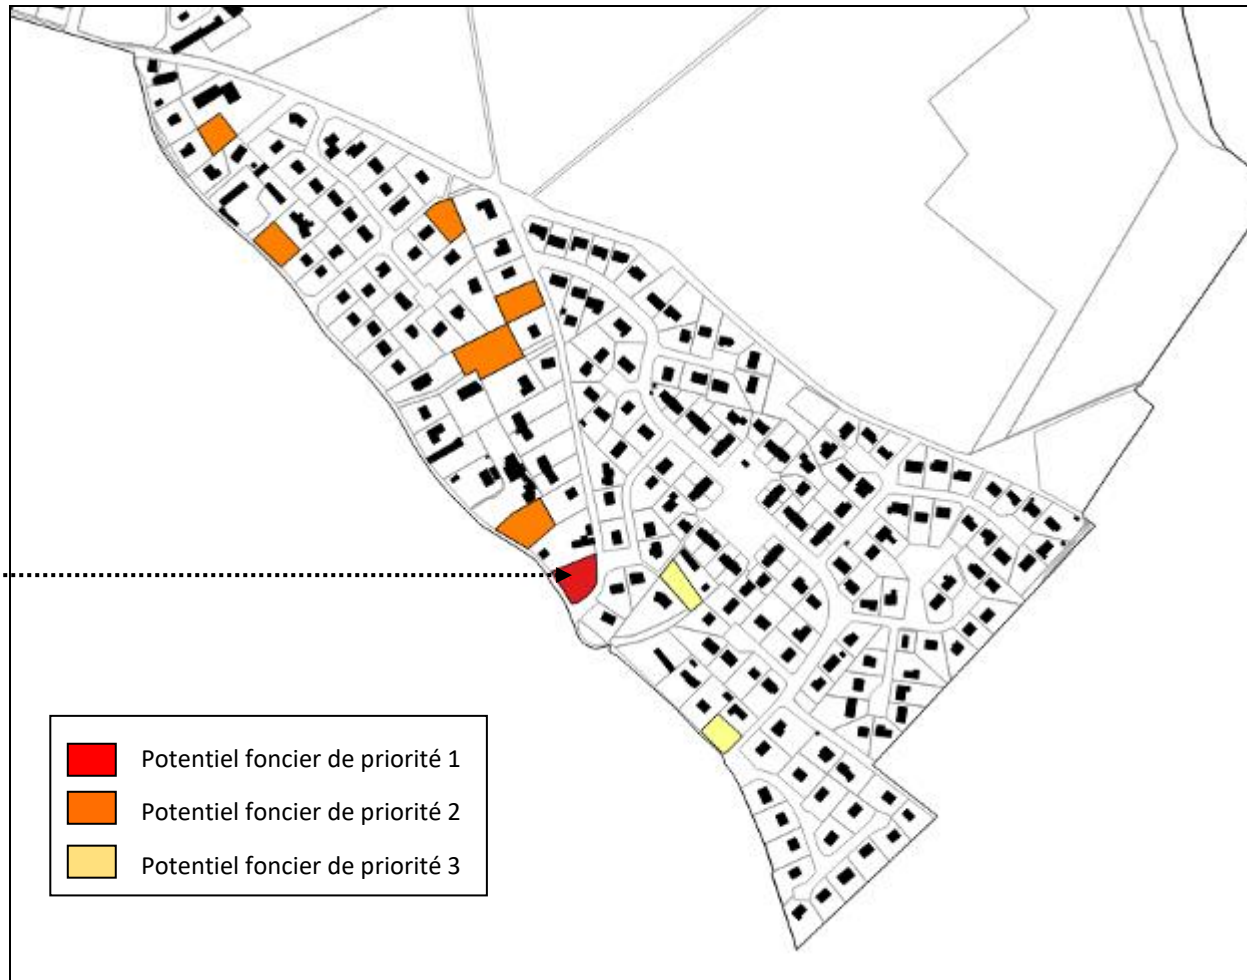 Potentiel foncier de priorité 1
Potentiel foncier de priorité 2
Potentiel foncier de priorité 3